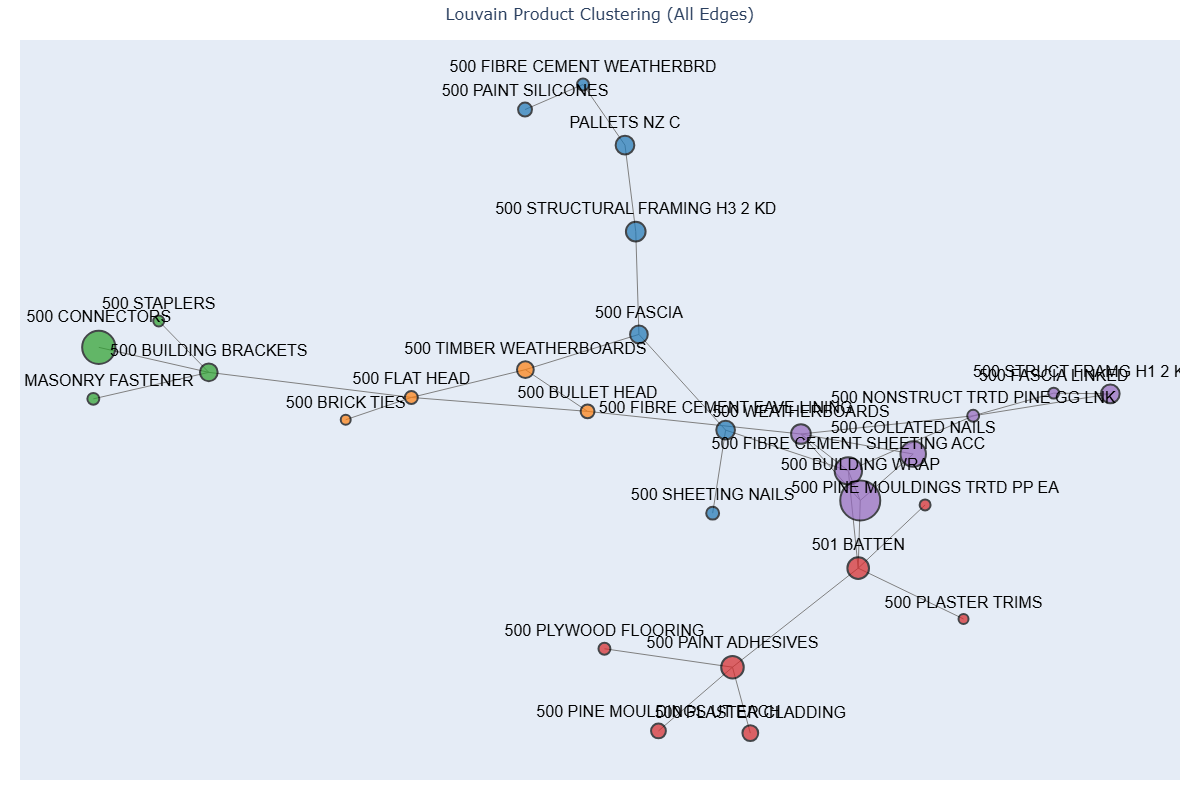 Louvain Product Clustering (All Edges)
500 FIBRE CEMENT WEATHERBRD
500 PAINT SILICONES
PALLETS NZ C
500 STRUCTURAL FRAMING H3 2 KD
500 STAPLERS
500 CONNECTORS
500 FASCIA
500 BUILDING BRACKETS
500 TIMBER WEATHERBOARDS
MASONRY FASTENER
500 FLAT HEAD
500 STRUCT FRAMG H1 2 K
500 FASCIA LINKED
500 BULLET HEAD
500 NONSTRUCT TRTD PINE GG LNK
500 BRICK TIES
500 FIBRE CEMENT EAVE LINING
500 WEATHERBOARDS
500 COLLATED NAILS
500 FIBRE CEMENT SHEETING ACC
500 BUILDING WRAP
500 PINE MOULDINGS TRTD PP EA
500 SHEETING NAILS
501 BATTEN
500 PLASTER TRIMS
500 PLYWOOD FLOORING
500 PAINT ADHESIVES
500 PINE MOULDINGS UT EACH
500 PLASTER CLADDING